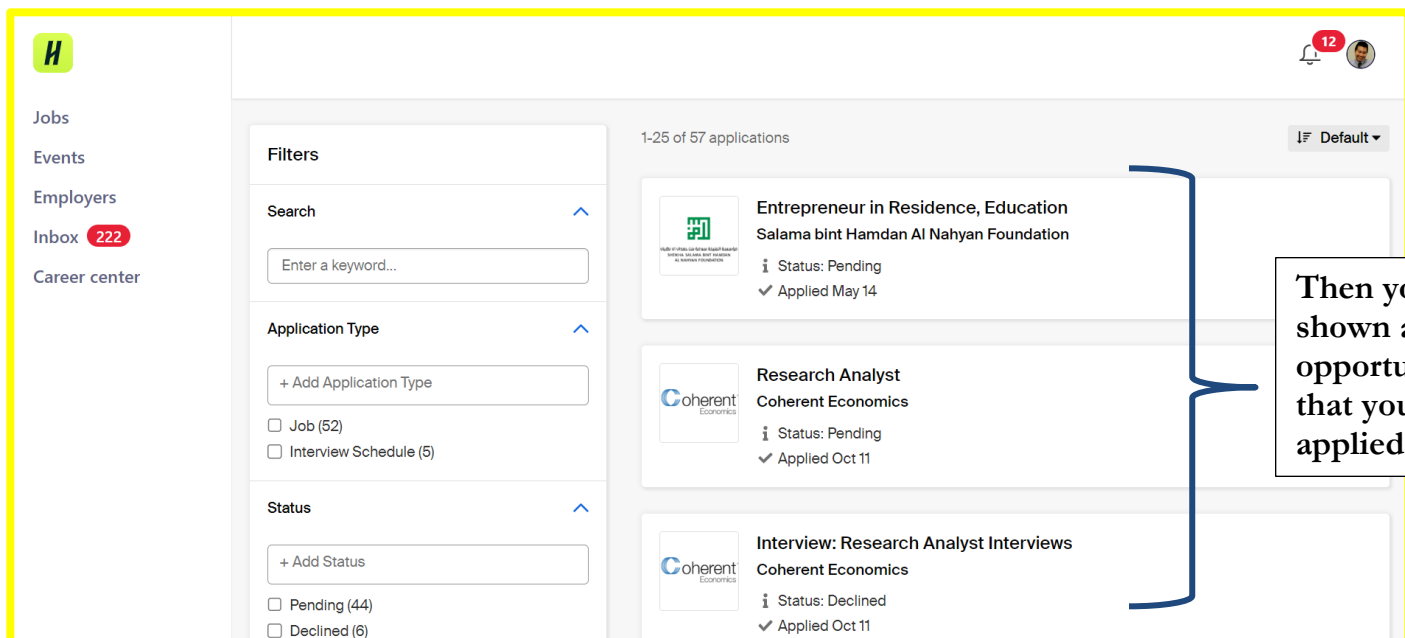 H
12
Jobs
Events
Employers
Inbox 222
Career center
Filters
Search
Enter a keyword...
Application Type
+ Add Application Type
Job (52)
Interview Schedule (5)
Status
+ Add Status
Pending (44)
Declined (6)
1-25 of 57 applications
Default
Entrepreneur in Residence, Education
Salama bint Hamdan Al Nahyan Foundation
Status: Pending
Applied May 14
Coherent
Economics
Research Analyst
Coherent Economics
Status: Pending
Applied Oct 11
Coherent
Economics
Interview: Research Analyst Interviews
Coherent Economics
Status: Declined
Applied Oct 11
Then yo
shown a
opportu
that you
applied